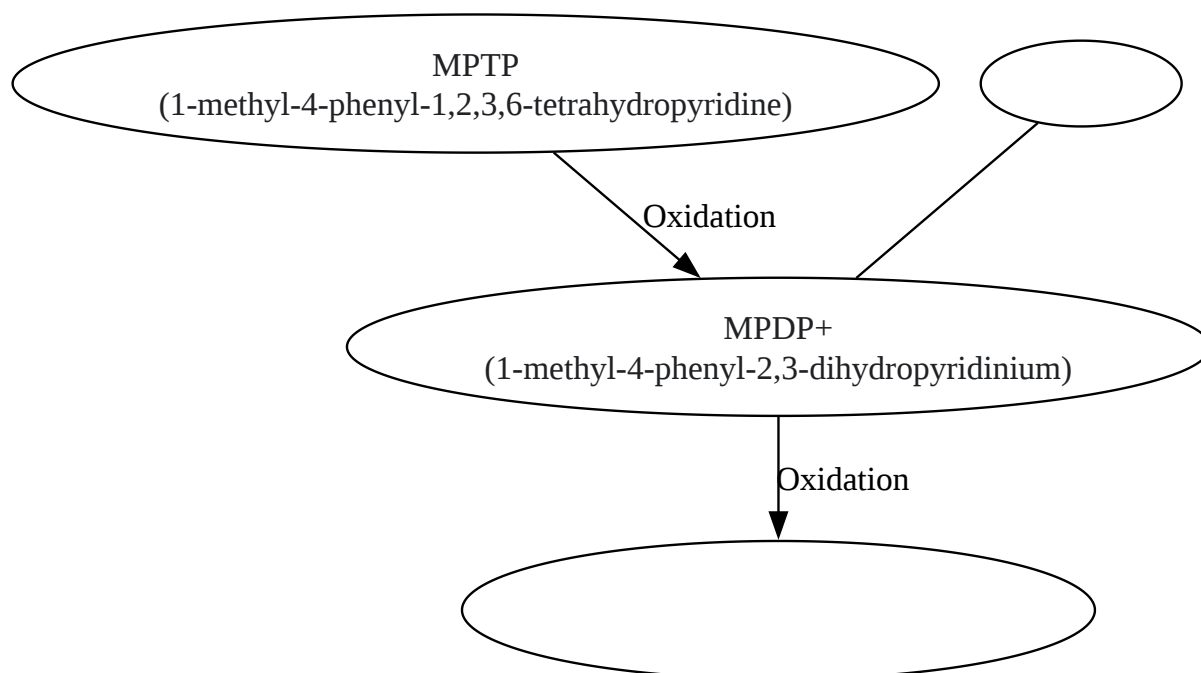 MPTP
(1-methyl-4-phenyl-1,2,3,6-tetrahydropyridine)
Oxidation
MPDP+
(1-methyl-4-phenyl-2,3-dihydropyridinium)
Oxidation